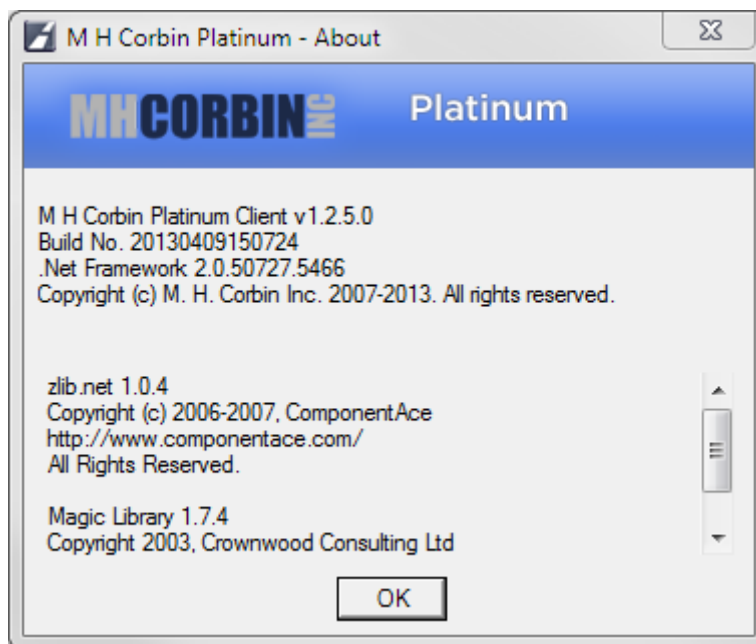 M H Corbin Platinum - About
MHCORBIN INC
Platinum
M H Corbin Platinum Client v1.2.5.0
Build No. 20130409150724
.Net Framework 2.0.50727.5466
Copyright (c) M. H. Corbin Inc. 2007-2013. All rights reserved.
zlib.net 1.0.4
Copyright (c) 2006-2007, ComponentAce
http://www.componentace.com/
All Rights Reserved.
Magic Library 1.7.4
Copyright 2003, Crownwood Consulting Ltd
OK